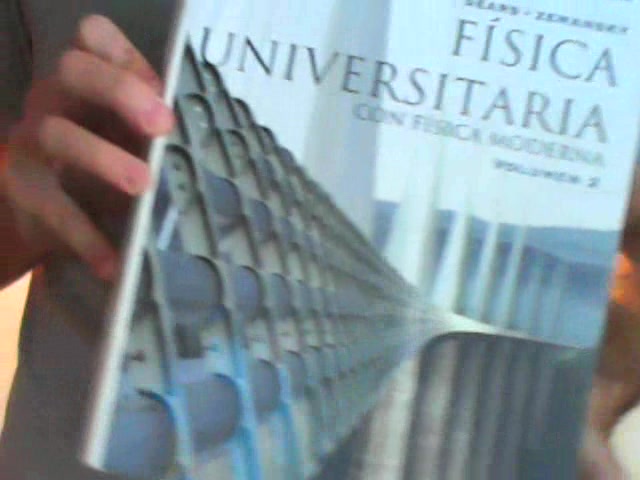 SEARS • ZEMANSKY
FÍSICA
UNIVERSITARIA
CON FÍSICA MODERNA
VOLUMEN 2